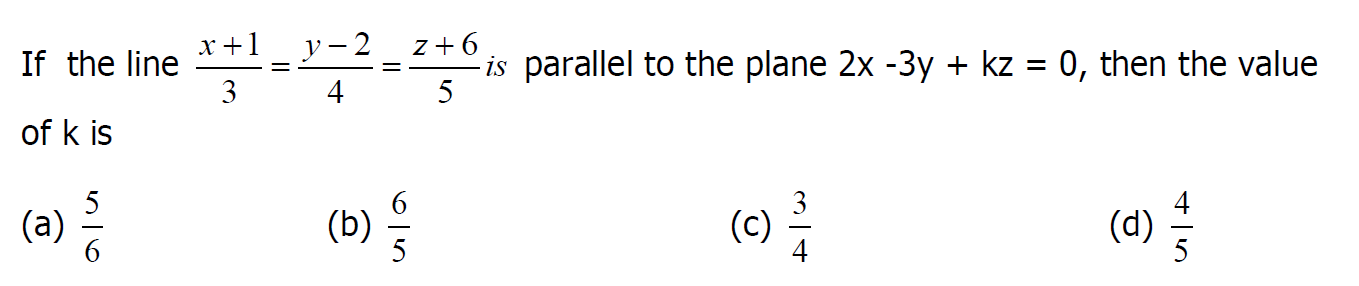 If the line \frac{x+1}{3} = \frac{y-2}{4} = \frac{z+6}{5} is parallel to the plane 2x -3y + kz = 0, then the value
of k is
(a) \frac{5}{6} (b) \frac{6}{5} (c) \frac{3}{4} (d) \frac{4}{5}